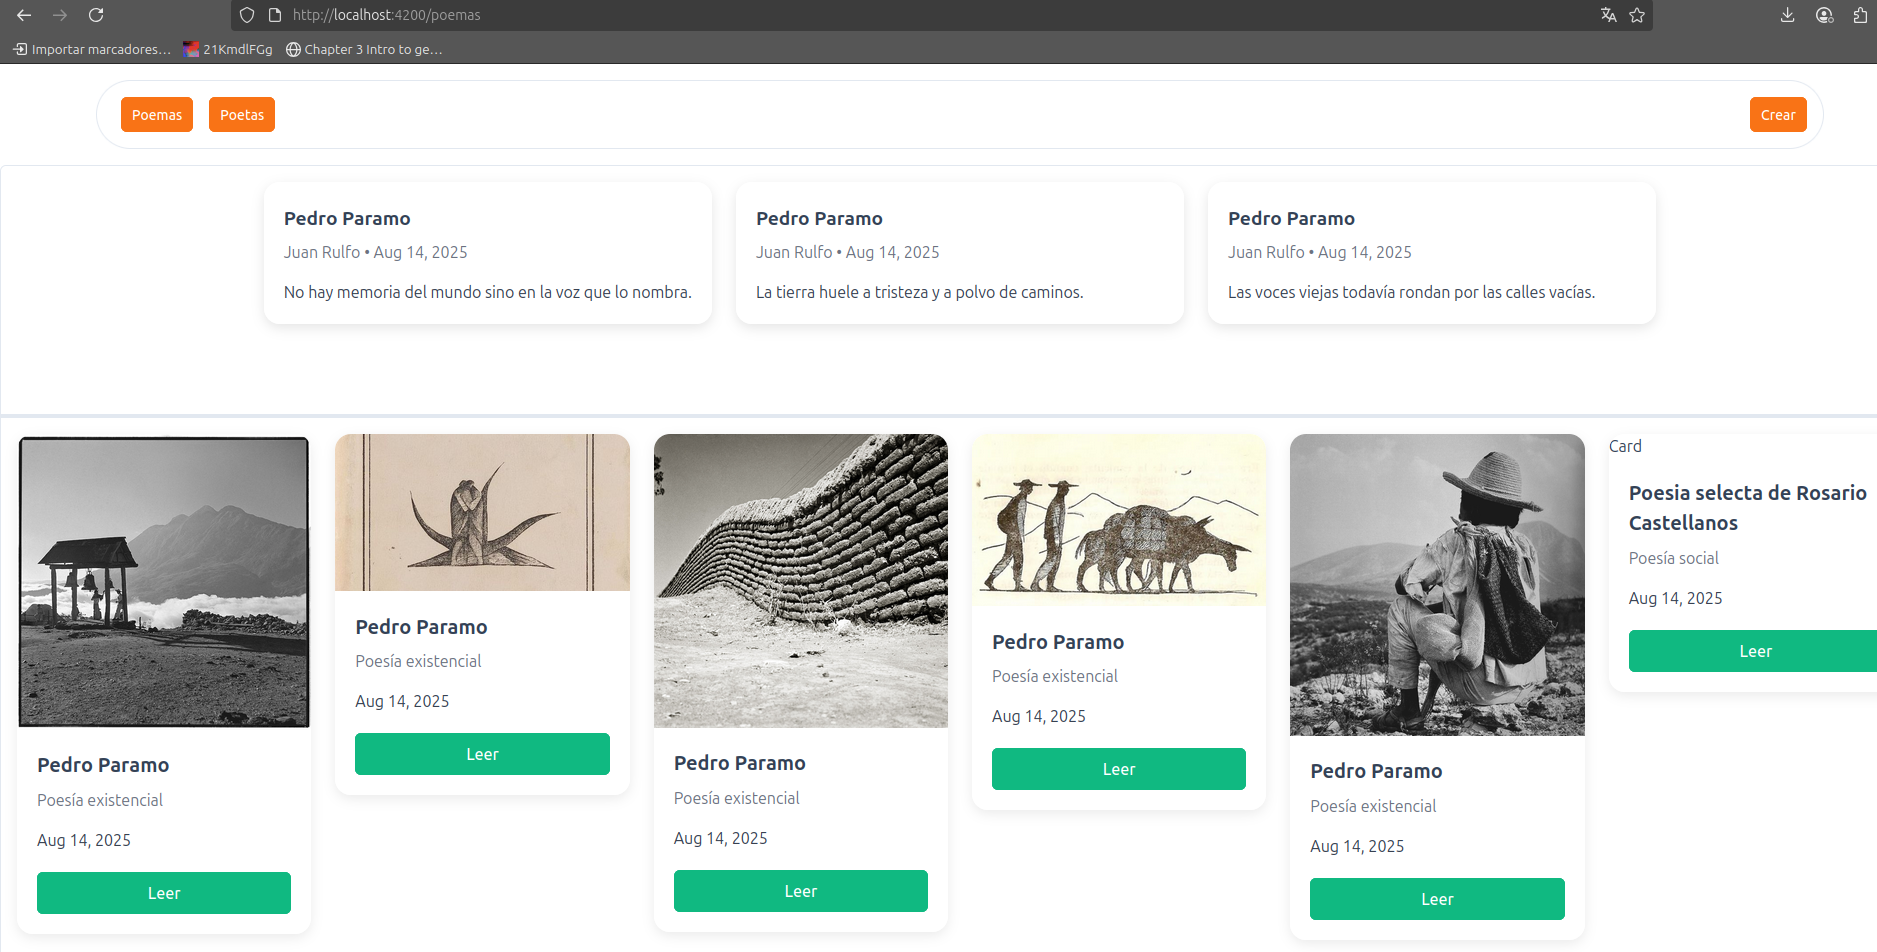 http://localhost:4200/poemas
Importar marcadores... 21KmdlFGg Chapter 3 Intro to ge...
Poemas Poetas Crear
Pedro Paramo
Juan Rulfo • Aug 14, 2025
No hay memoria del mundo sino en la voz que lo nombra.
Pedro Paramo
Juan Rulfo • Aug 14, 2025
La tierra huele a tristeza y a polvo de caminos.
Pedro Paramo
Juan Rulfo • Aug 14, 2025
Las voces viejas todavía rondan por las calles vacías.
Pedro Paramo
Poesía existencial
Aug 14, 2025
Leer
Pedro Paramo
Poesía existencial
Aug 14, 2025
Leer
Pedro Paramo
Poesía existencial
Aug 14, 2025
Leer
Pedro Paramo
Poesía existencial
Aug 14, 2025
Leer
Pedro Paramo
Poesía existencial
Aug 14, 2025
Leer
Card
Poesia selecta de Rosario
Castellanos
Poesía social
Aug 14, 2025
Leer